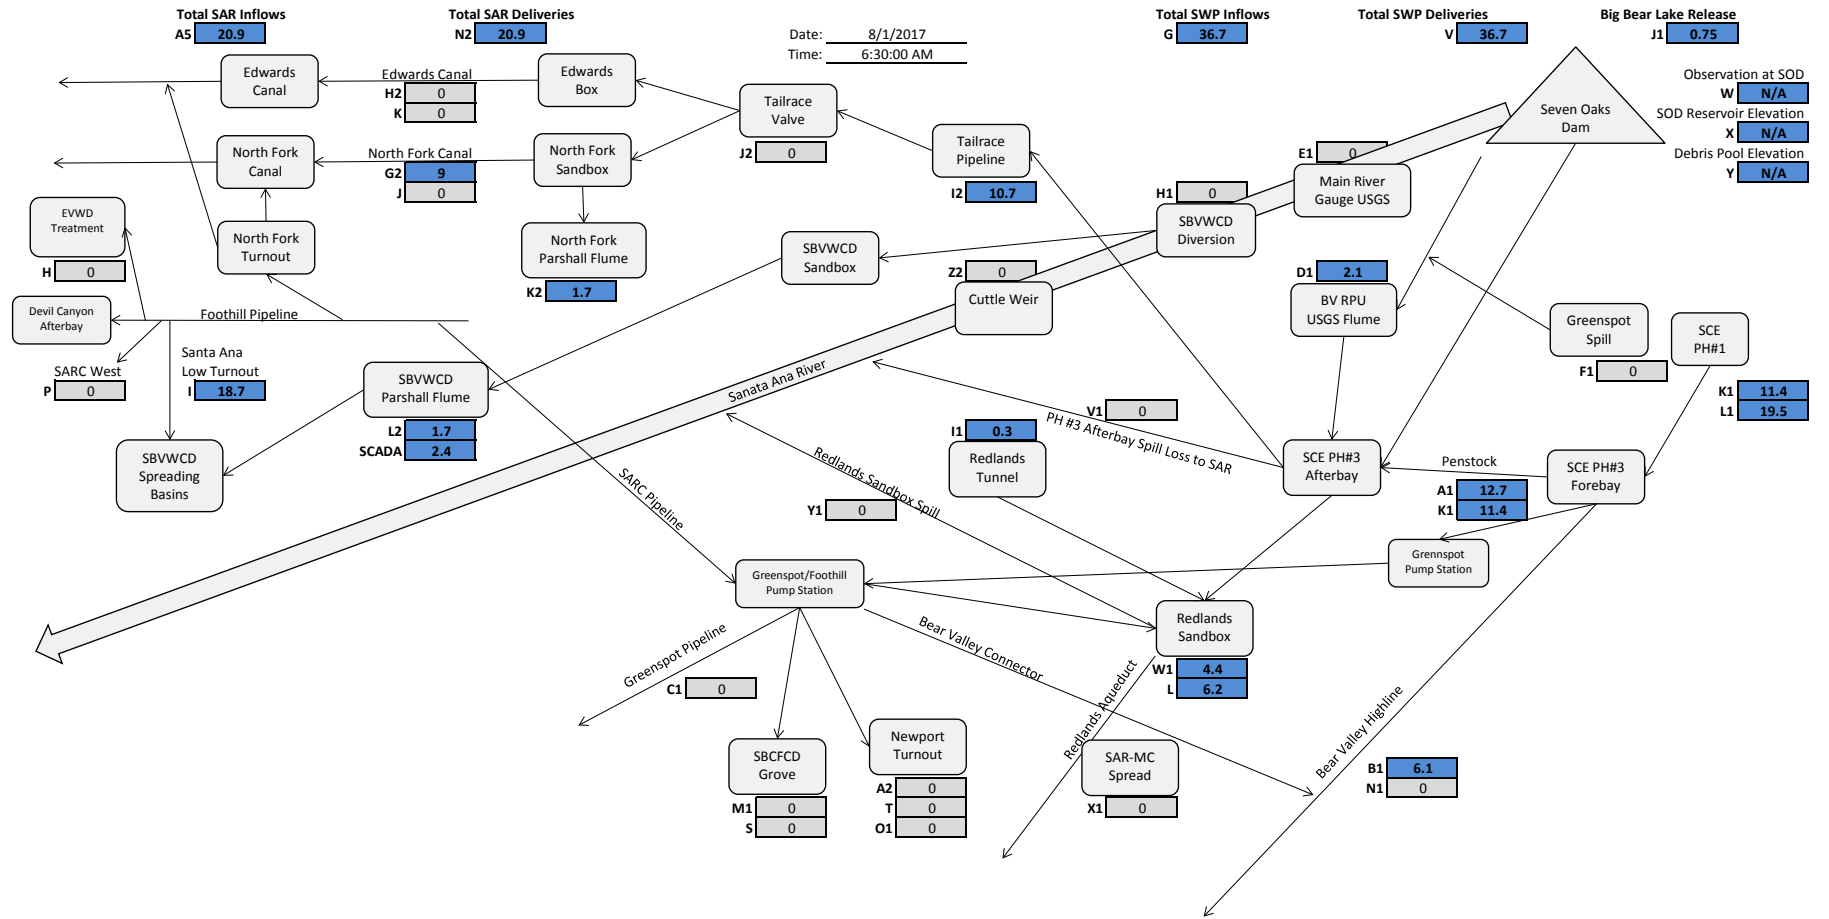 Total SAR Inflows
A5 20.9
Total SAR Deliveries
N2 20.9
Date: 8/1/2017
Time: 6:30:00 AM
Total SWP Inflows
G 36.7
Total SWP Deliveries
V 36.7
Big Bear Lake Release
J1 0.75
Edwards
Canal
Edwards Canal
H2 0
K 0
Edwards
Box
Tailrace
Valve
J2 0
Tailrace
Pipeline
I2 10.7
Seven Oaks
Dam
Observation at SOD
W N/A
SOD Reservoir Elevation
X N/A
Debris Pool Elevation
Y N/A
North Fork
Canal
North Fork Canal
G2 9
J 0
North Fork
Sandbox
E1 0
Main River
Gauge USGS
H1 0
SBVWCD
Diversion
EVWD
Treatment
H 0
North Fork
Turnout
North Fork
Parshall Flume
K2 1.7
SBVWCD
Sandbox
Z2 0
Cuttle Weir
D1 2.1
BV RPU
USGS Flume
Greenspot
Spill
F1 0
SCE
PH#1
K1 11.4
L1 19.5
Devil Canyon
Afterbay
Foothill Pipeline
SARC West
P 0
Santa Ana
Low Turnout
I 18.7
SBVWCD
Parshall Flume
L2 1.7
SCADA 2.4
Sanata Ana River
V1 0
PH #3 Afterbay Spill Loss to SAR
SBVWCD
Spreading
Basins
SARC Pipeline
Redlands Sandbox Spill
Y1 0
I1 0.3
Redlands
Tunnel
SCE PH#3
Afterbay
Penstock
A1 12.7
K1 11.4
SCE PH#3
Forebay
Grennspot
Pump Station
Greenspot/Foothill
Pump Station
Redlands
Sandbox
W1 4.4
L 6.2
Greenspot Pipeline
C1 0
Bear Valley Connector
Redlands Aqueduct
Bear Valley Highline
SBCFCD
Grove
M1 0
S 0
Newport
Turnout
A2 0
T 0
O1 0
SAR-MC
Spread
X1 0
B1 6.1
N1 0